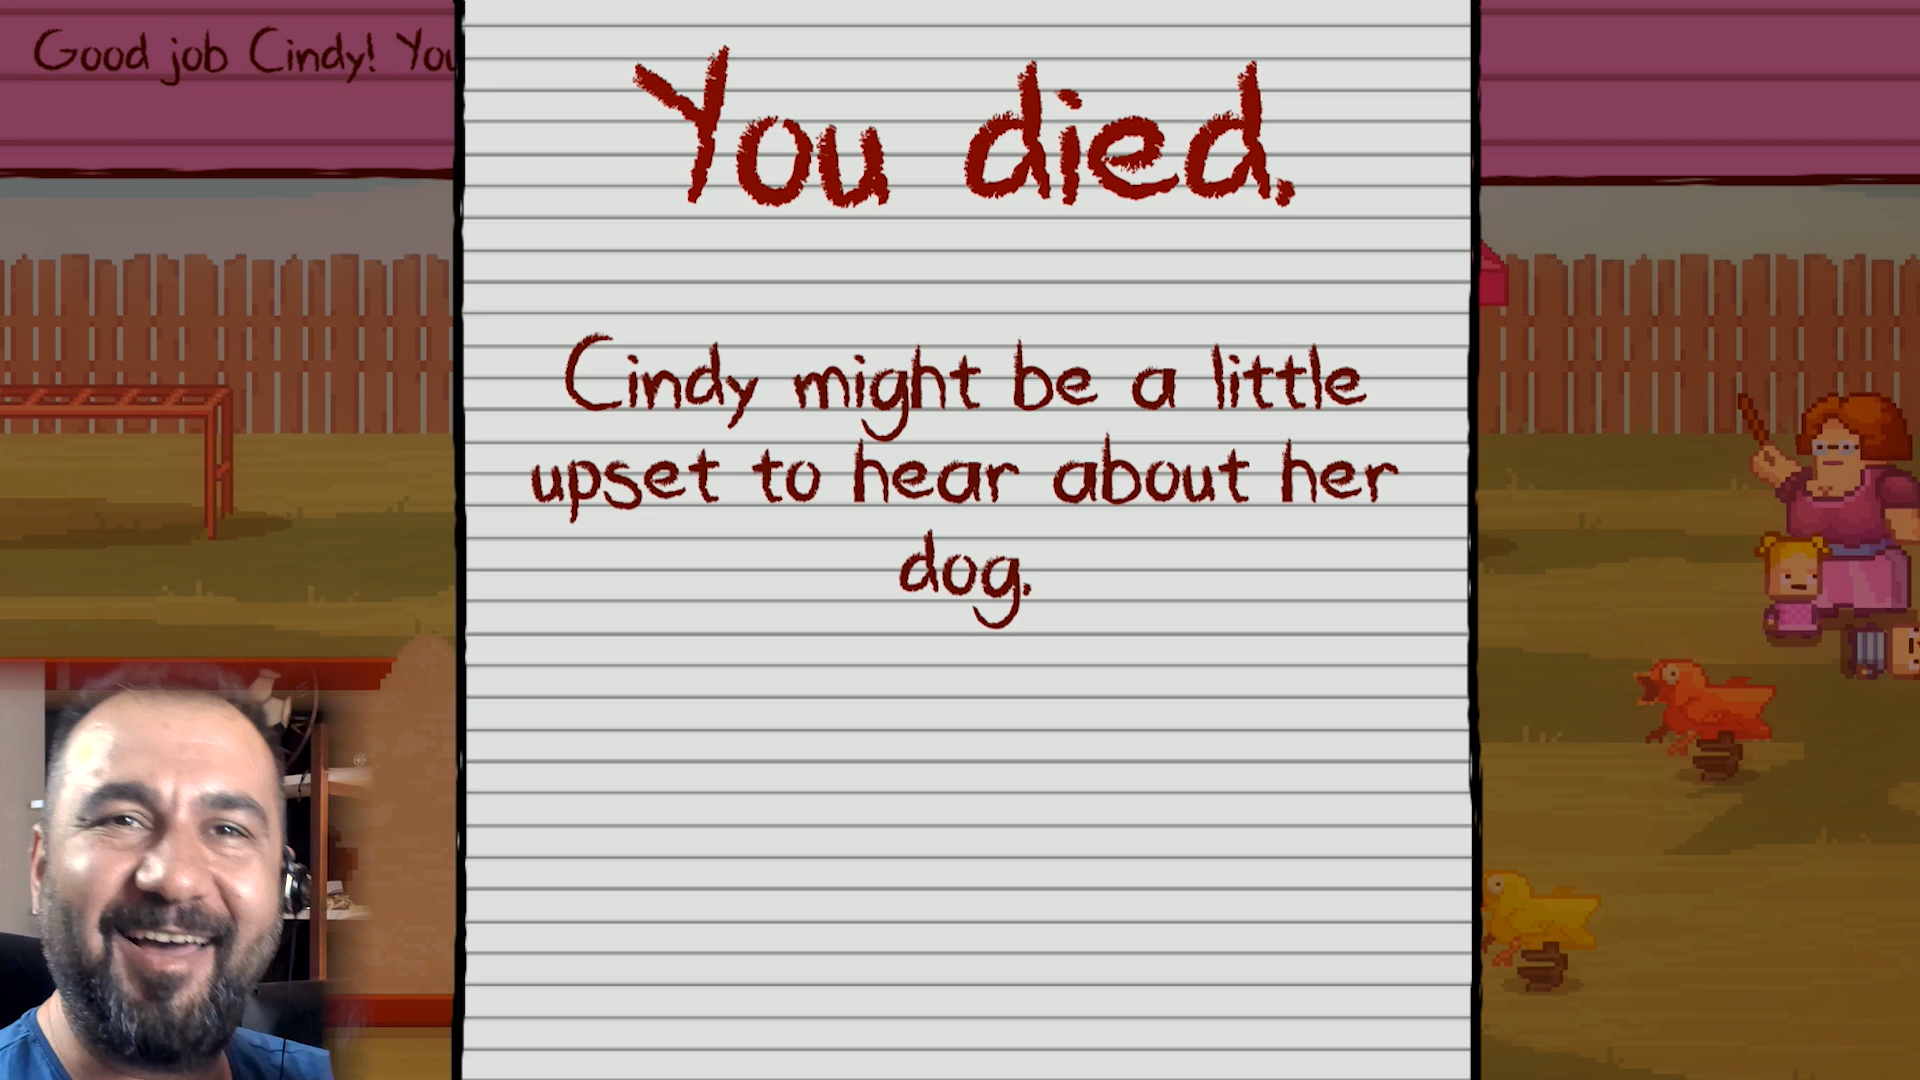 Good job Cindy! You
You died.
Cindy might be a little
upset to hear about her
dog.